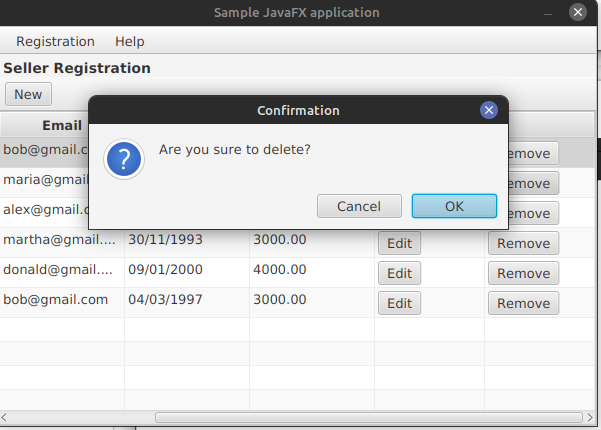 Sample JavaFX application
Registration Help
Seller Registration
New
Email
Confirmation
Are you sure to delete?
Cancel OK
bob@gmail.c
Remove
maria@gmail
Remove
alex@gmail.c
Remove
martha@gmail.... 30/11/1993 3000.00 Edit Remove
donald@gmail.... 09/01/2000 4000.00 Edit Remove
bob@gmail.com 04/03/1997 3000.00 Edit Remove